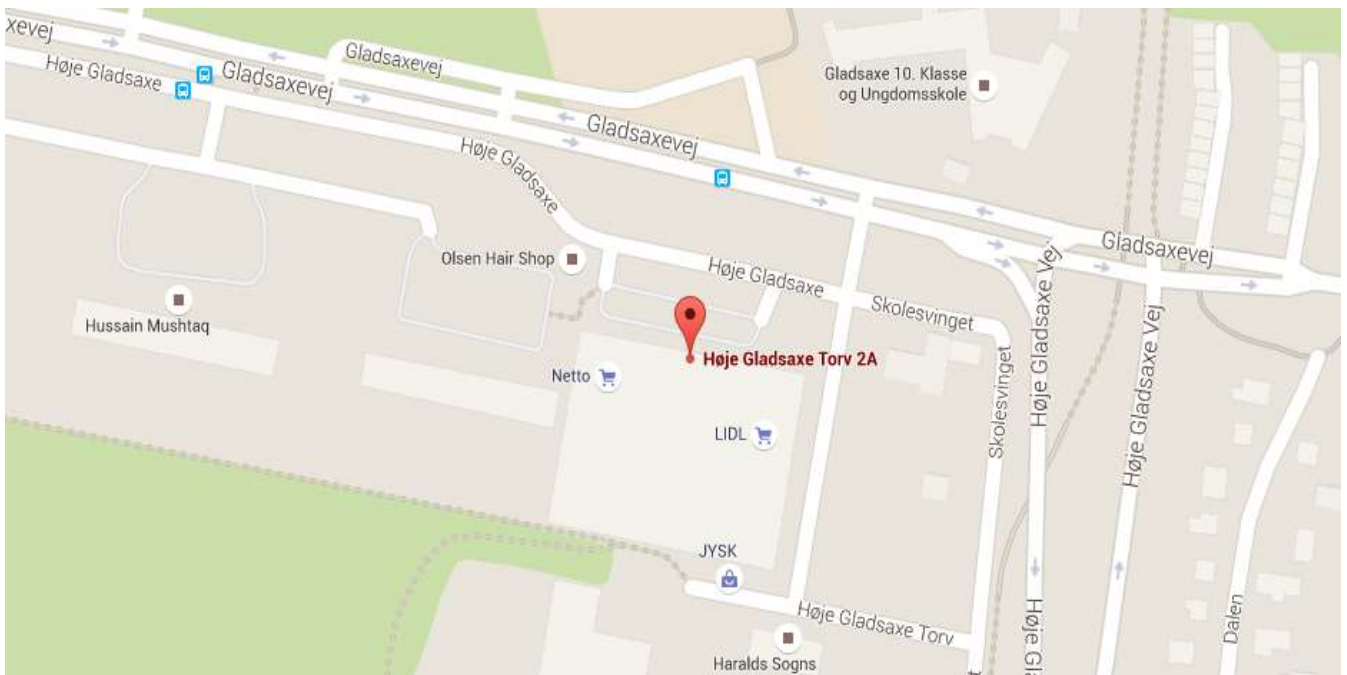 xevej
Gladsaxevej
Høje Gladsaxe
Gladsaxevej
Gladsaxe 10. Klasse
og Ungdomsskole
Gladsaxevej
Høje Gladsaxe
Gladsaxevej
Olsen Hair Shop
Høje Gladsaxe
Skolesvinget
Høje Gladsaxe Vej
Hussain Mushtaq
Høje Gladsaxe Torv 2A
Netto
Skolesvinget
Høje Gladsaxe Vej
LIDL
JYSK
Høje Gladsaxe Torv
Høje Gl
Dalen
Haralds Sogns
t